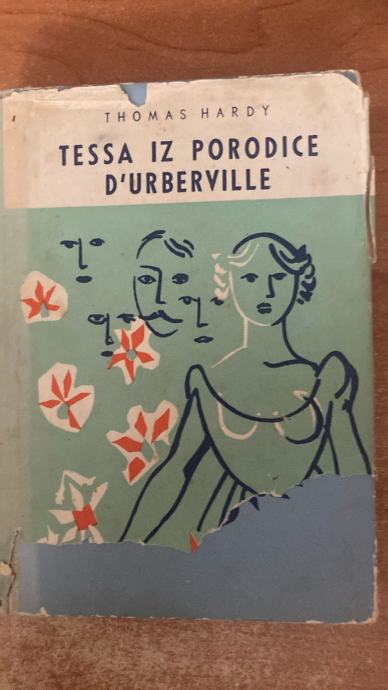 THOMAS HARDY
TESSA IZ PORODICE
D'URBERVILLE